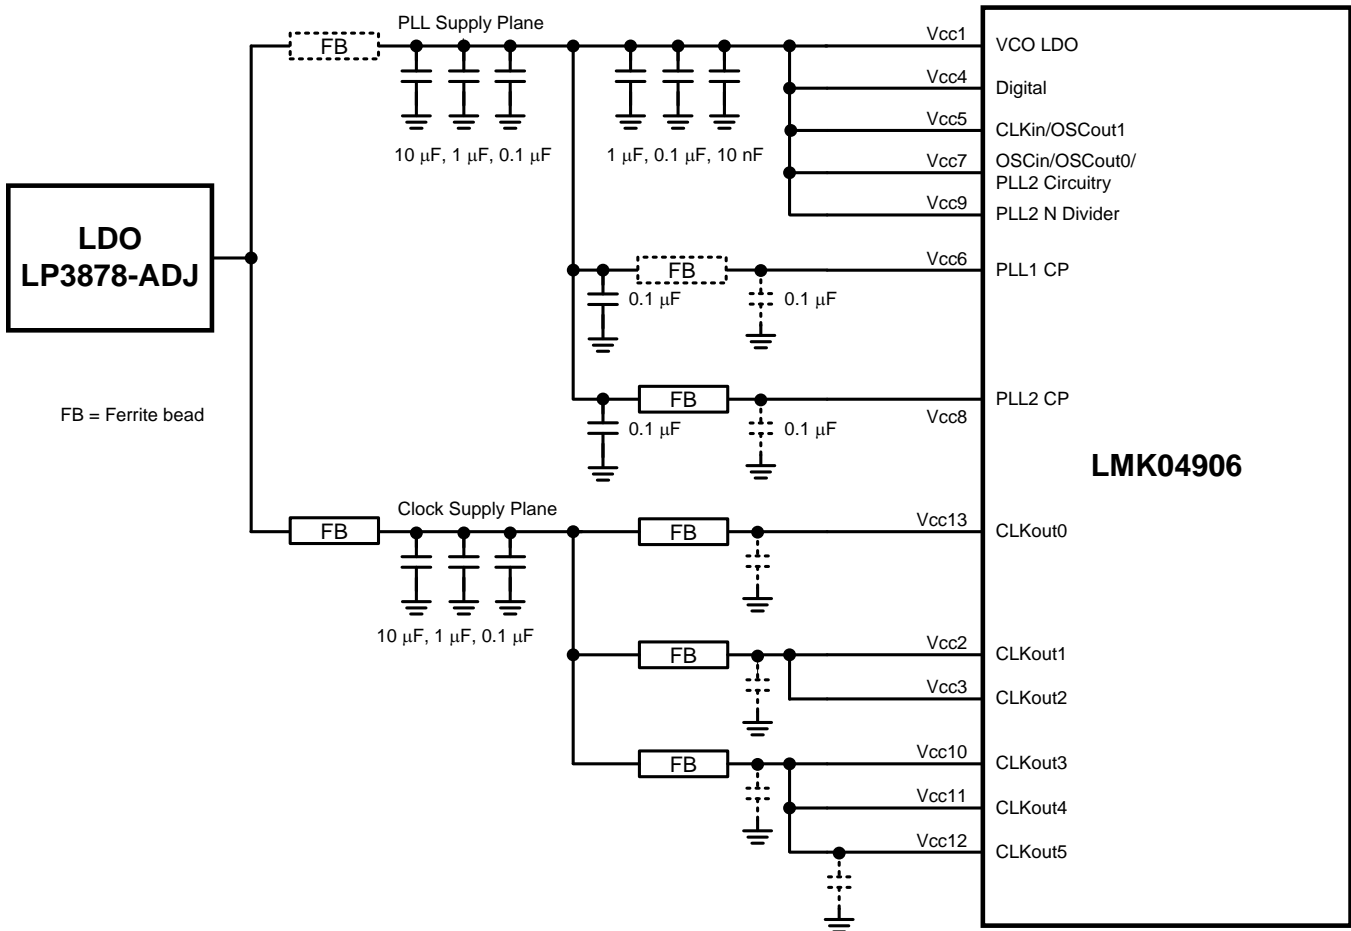 PLL Supply Plane
FB
10 μF, 1 μF, 0.1 μF
1 μF, 0.1 μF, 10 nF
Vcc1
VCO LDO
Vcc4
Digital
Vcc5
CLKin/OSCout1
Vcc7
OSCin/OSCout0/
PLL2 Circuitry
Vcc9
PLL2 N Divider
LDO
LP3878-ADJ
FB
0.1 μF
0.1 μF
Vcc6
PLL1 CP
FB = Ferrite bead
FB
0.1 μF
0.1 μF
Vcc8
PLL2 CP
LMK04906
Clock Supply Plane
FB
10 μF, 1 μF, 0.1 μF
FB
Vcc13
CLKout0
FB
Vcc2
CLKout1
Vcc3
CLKout2
FB
Vcc10
CLKout3
Vcc11
CLKout4
Vcc12
CLKout5